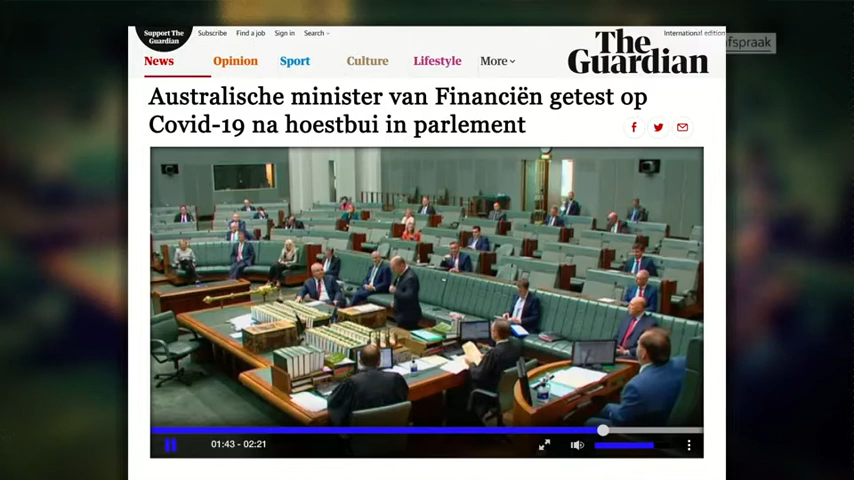 Support The
Guardian
Subscribe Find a job Sign in Search
International edition
The
Guardian
afspraak
News Opinion Sport Culture Lifestyle More
Australische minister van Financiën getest op
Covid-19 na hoestbui in parlement
01:43 - 02:21